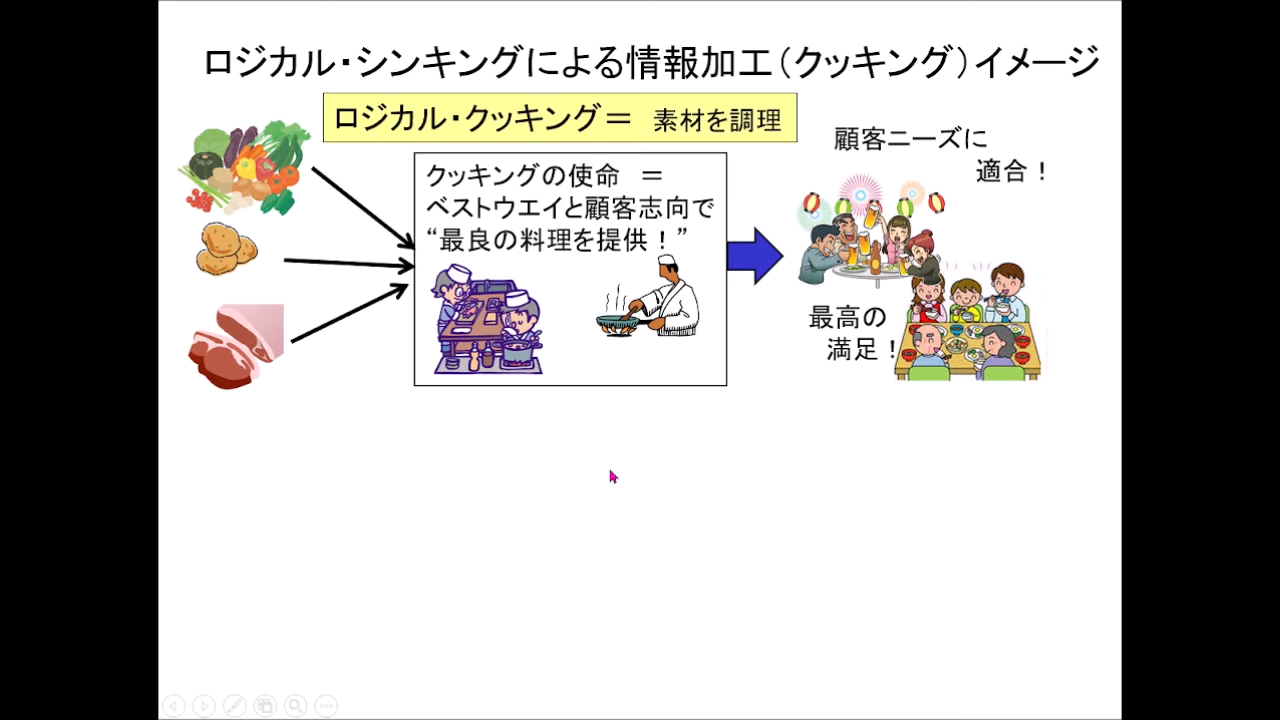 ロジカル・シンキングによる情報加工(クッキング)イメージ
ロジカル・クッキング= 素材を調理
クッキングの使命 =
ベストウエイと顧客志向で
“最良の料理を提供!”
顧客ニーズに
適合!
最高の
満足!